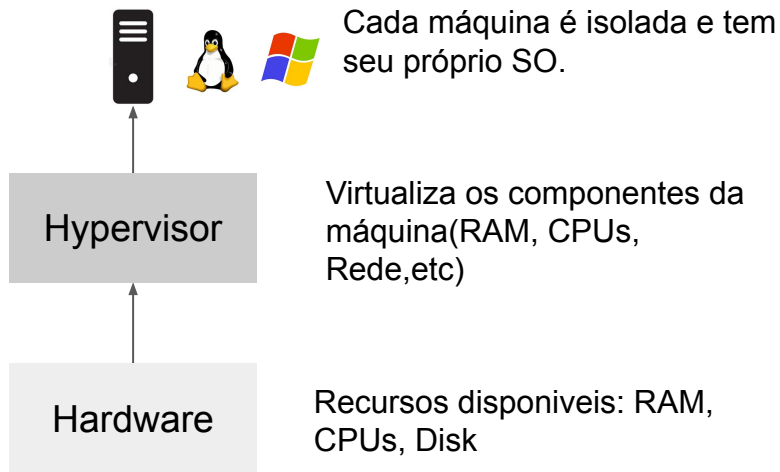 Cada máquina é isolada e tem
seu próprio SO.
Hypervisor
Virtualiza os componentes da
máquina(RAM, CPUs,
Rede,etc)
Hardware
Recursos disponiveis: RAM,
CPUs, Disk